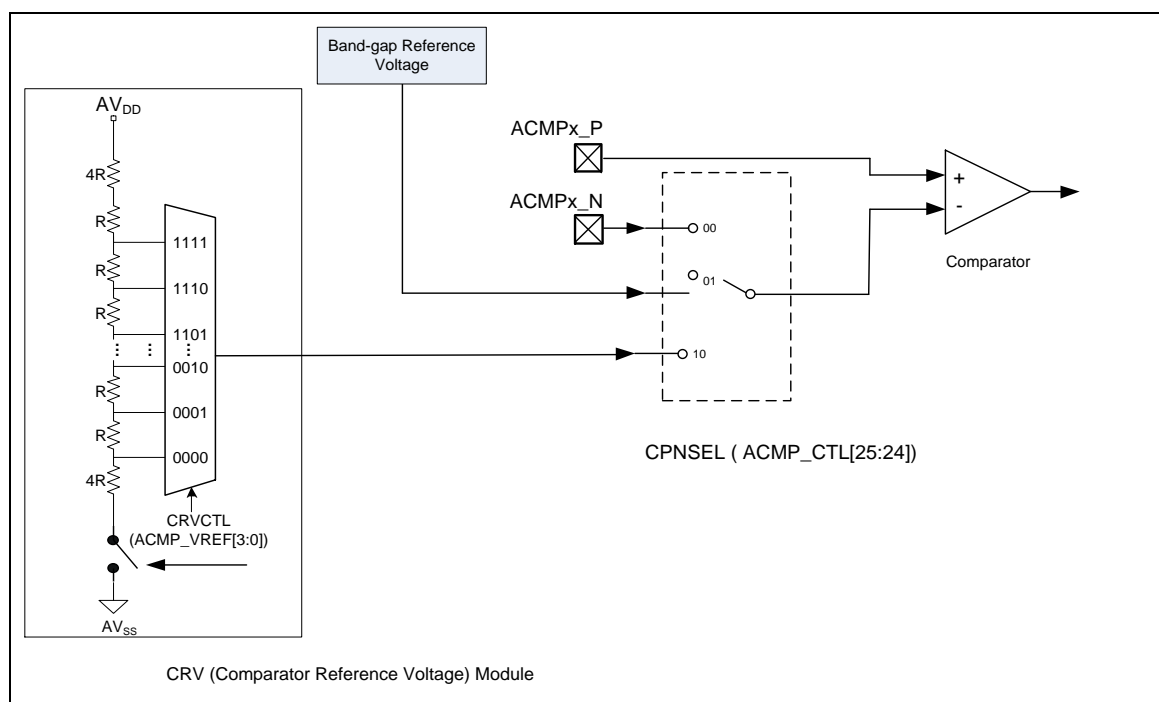 Band-gap Reference
Voltage
AVDD
4R
R
R
R
R
R
4R
1111
1110
1101
0010
0001
0000
CRVCTL
(ACMP_VREF[3:0])
AVSS
ACMPx_P
ACMPx_N
00
01
10
+
-
Comparator
CPNSEL ( ACMP_CTL[25:24])
CRV (Comparator Reference Voltage) Module